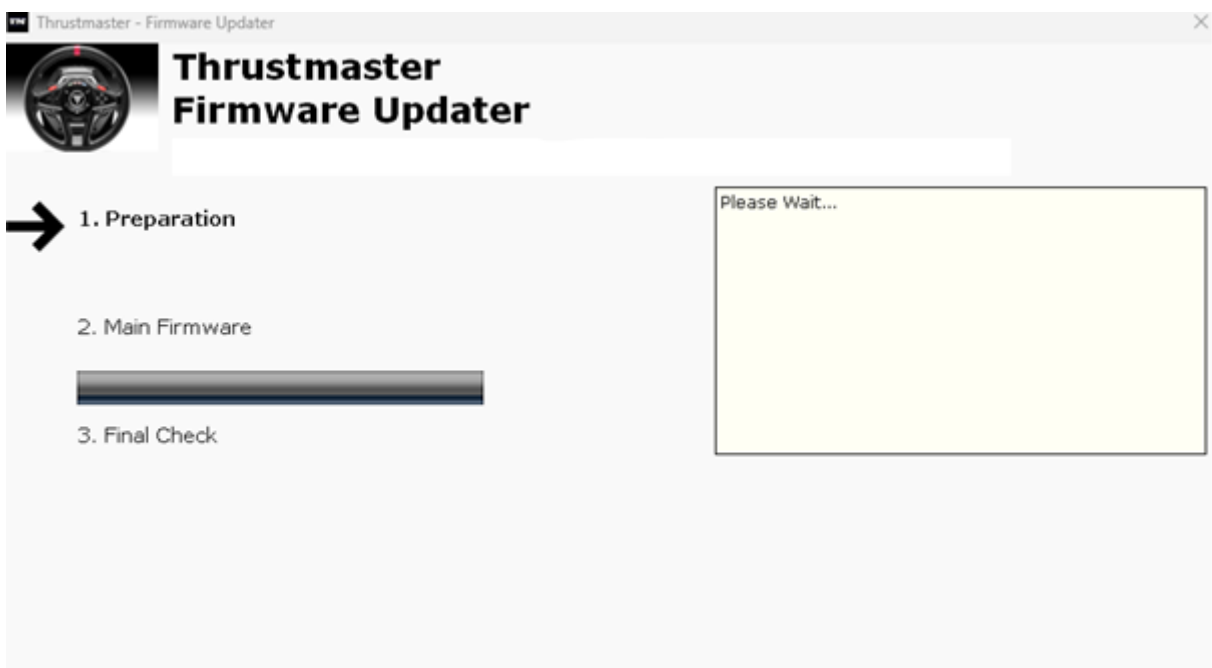 Thrustmaster - Firmware Updater
Thrustmaster
Firmware Updater
1. Preparation
Please Wait...
2. Main Firmware
3. Final Check